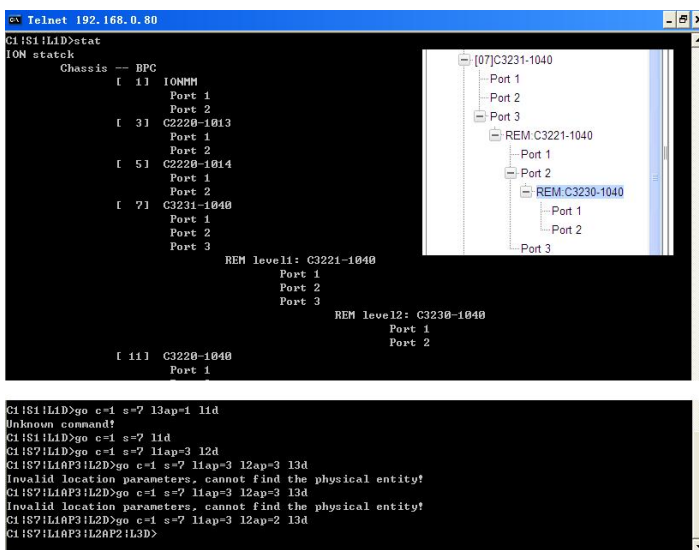 Telnet 192.168.0.80
C1|S1|L1D>stat
ION statck
Chassis -- BPC
[ 1] IONMM
Port 1
Port 2
[ 3] C2220-1013
Port 1
Port 2
[ 5] C2220-1014
Port 1
Port 2
[ 7] C3231-1040
Port 1
Port 2
Port 3
REM level1: C3221-1040
Port 1
Port 2
Port 3
REM level2: C3230-1040
Port 1
Port 2
[ 11] C3220-1040
Port 1
[07]C3231-1040
Port 1
Port 2
Port 3
REM:C3221-1040
Port 1
Port 2
REM:C3230-1040
Port 1
Port 2
Port 3
C1|S1|L1D>go c=1 s=7 l3ap=1 l1d
Unknown command!
C1|S1|L1D>go c=1 s=7 l1d
C1|S7|L1D>go c=1 s=7 l1ap=3 l2d
C1|S7|L1AP3|L2D>go c=1 s=7 l1ap=3 l2ap=3 l3d
Invalid location parameters, cannot find the physical entity!
C1|S7|L1AP3|L2D>go c=1 s=7 l1ap=3 l2ap=3 l3d
Invalid location parameters, cannot find the physical entity!
C1|S7|L1AP3|L2D>go c=1 s=7 l1ap=3 l2ap=2 l3d
C1|S7|L1AP3|L2AP2|L3D>